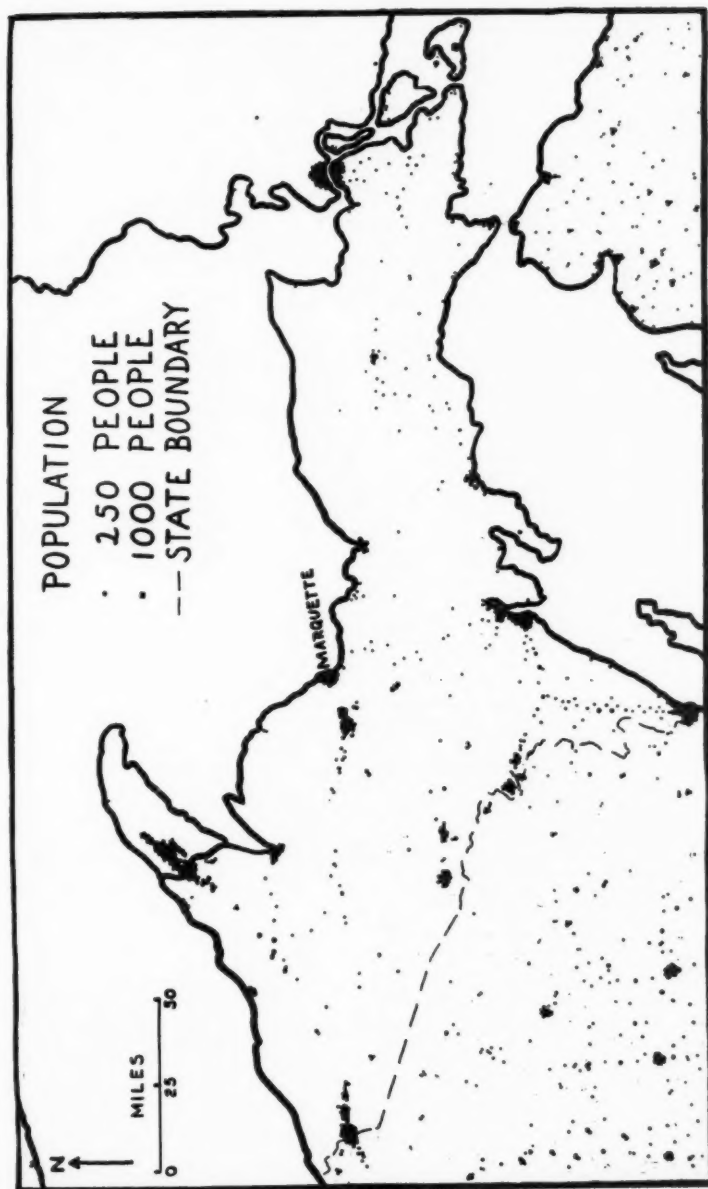 POPULATION
250 PEOPLE
1000 PEOPLE
STATE BOUNDARY
MARQUETTE
N
MILES
0 25 50